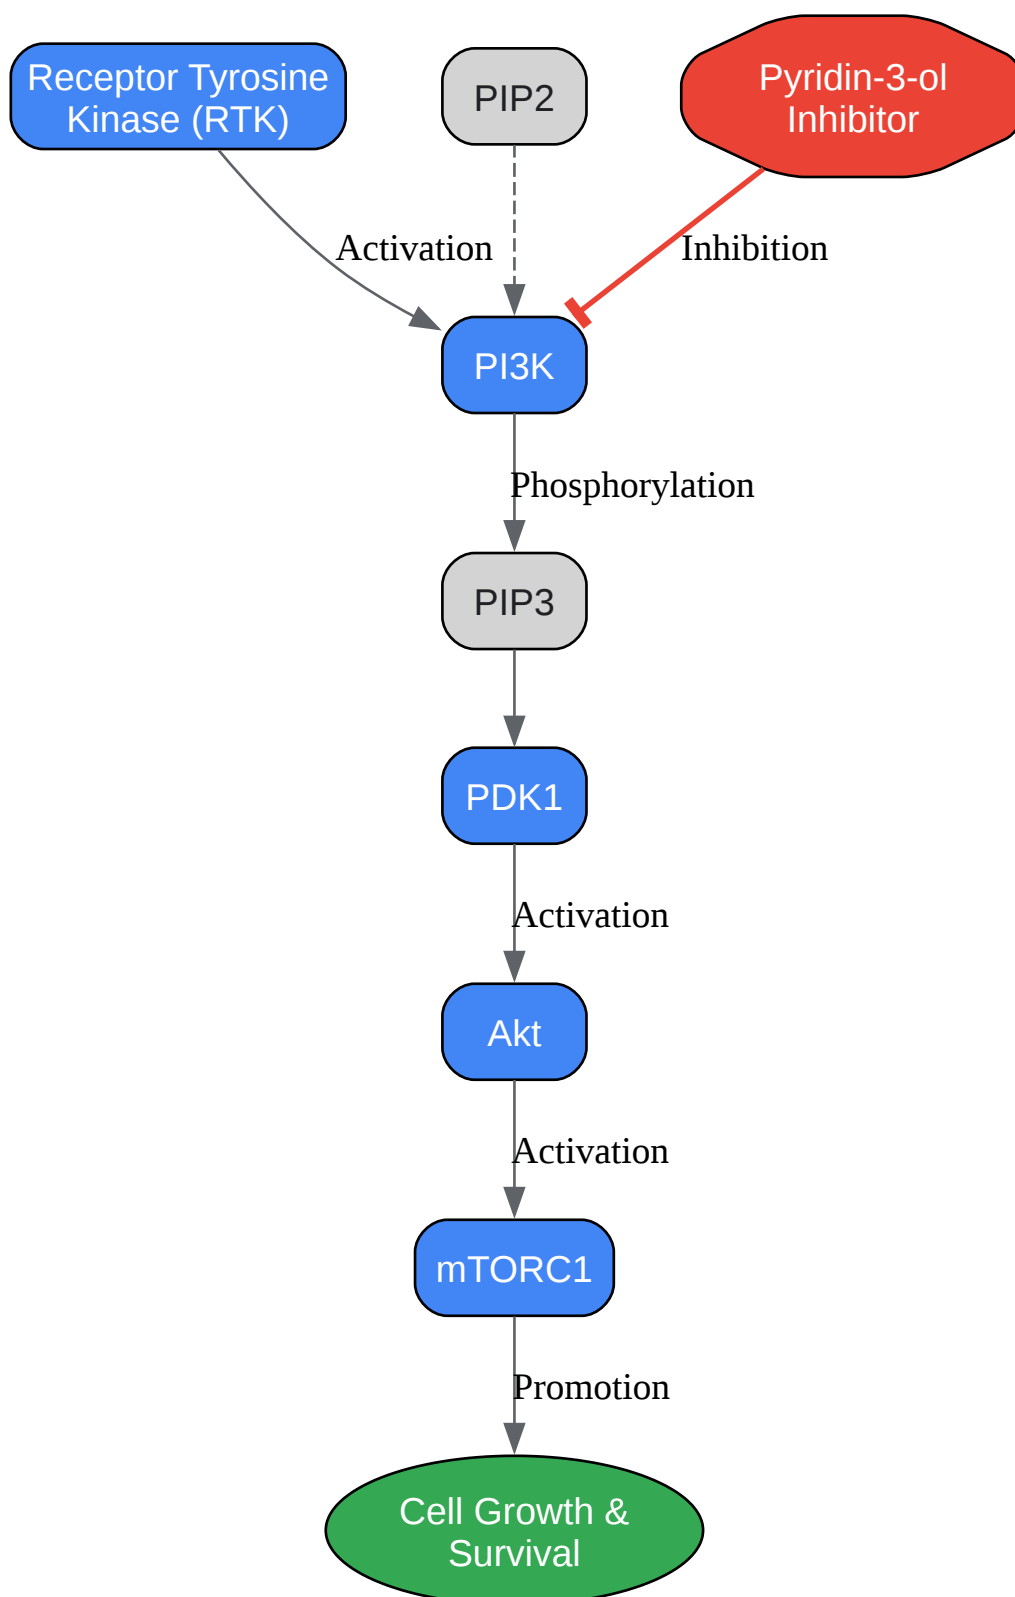 Receptor Tyrosine
Kinase (RTK)
PIP2
Pyridin-3-ol
Inhibitor
Activation
Inhibition
PI3K
Phosphorylation
PIP3
PDK1
Activation
Akt
Activation
mTORC1
Promotion
Cell Growth &
Survival